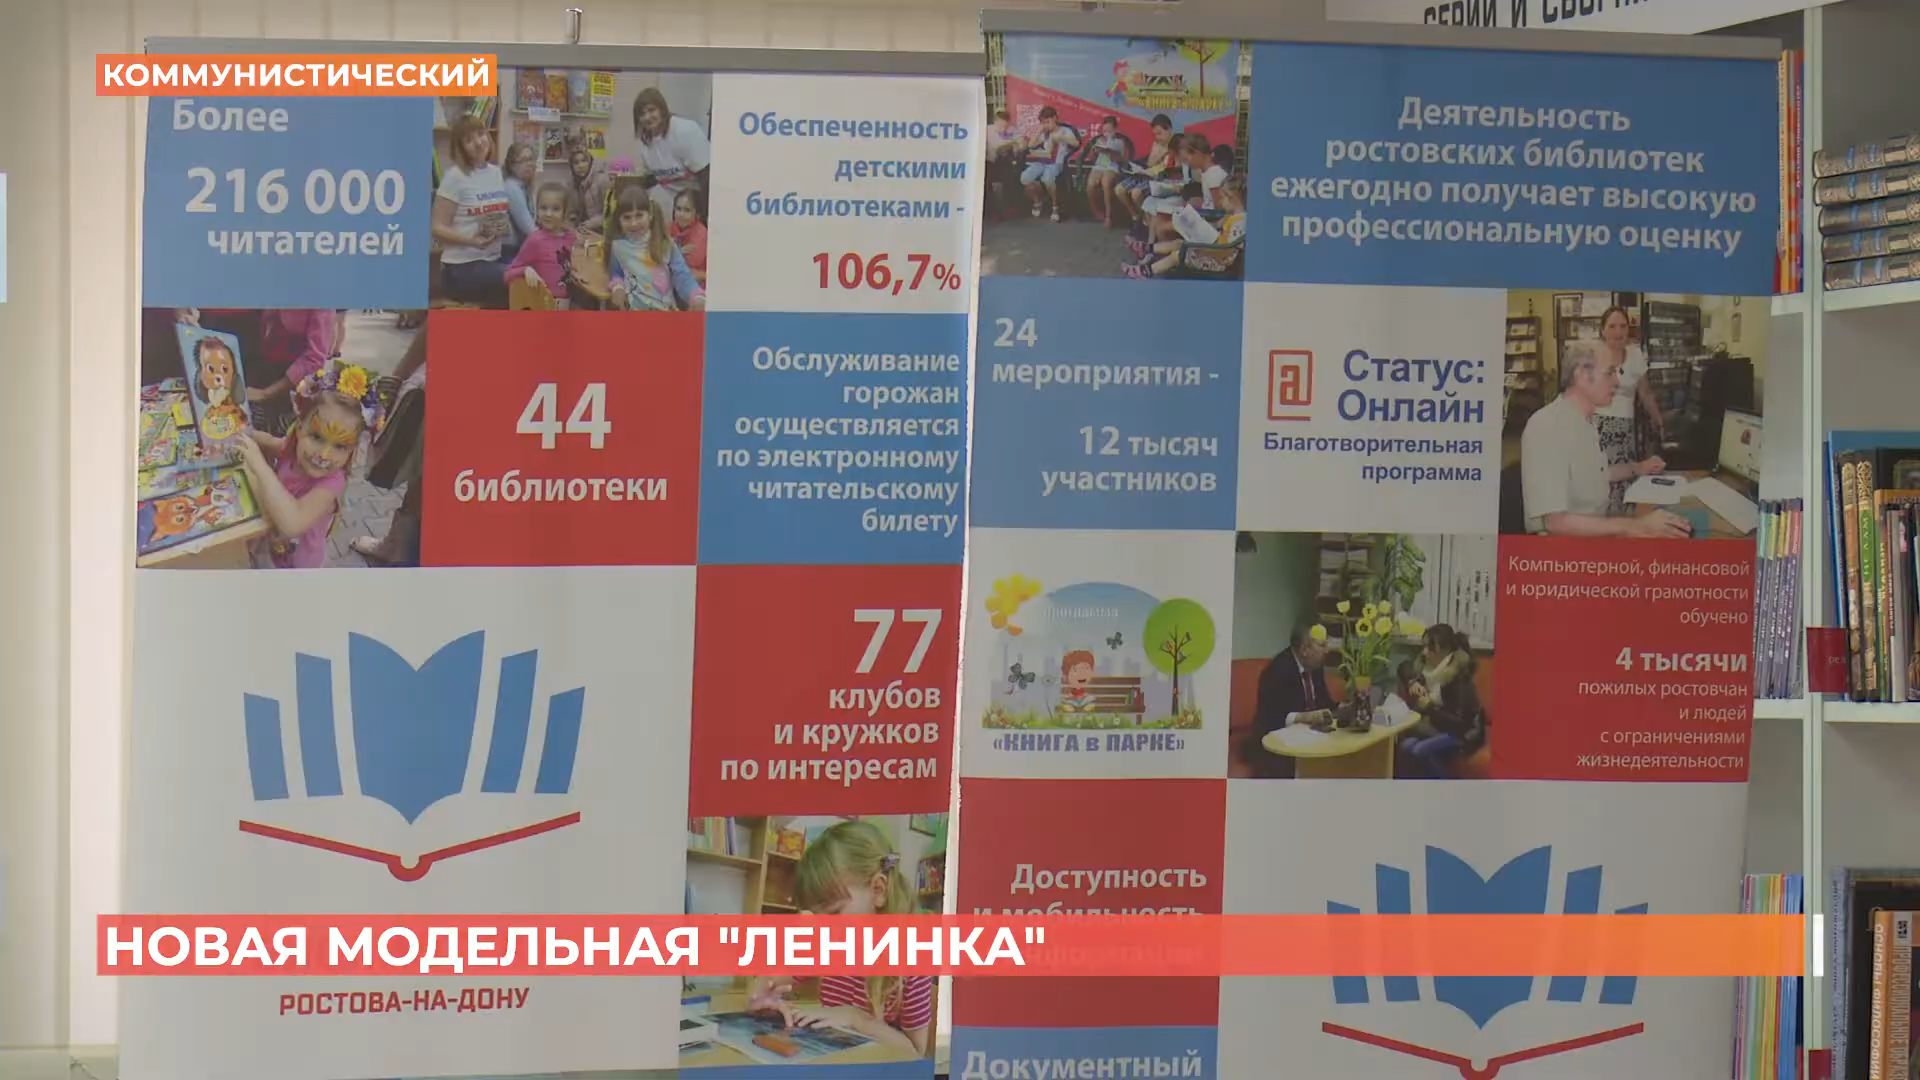 КОММУНИСТИЧЕСКИЙ
Более
216 000
читателей
Обеспеченность
детскими
библиотеками -
106,7%
44
библиотеки
Обслуживание
горожан
осуществляется
по электронному
читательскому
билету
77
клубов
и кружков
по интересам
РОСТОВА-НА-ДОНУ
Деятельность
ростовских библиотек
ежегодно получает высокую
профессиональную оценку
24
мероприятия -
12 тысяч
участников
Статус:
Онлайн
Благотворительная
программа
программа
«КНИГА в ПАРКЕ»
Компьютерной, финансовой
и юридической грамотности
обучено
4 тысячи
пожилых ростовчан
и людей
с ограничениями
жизнедеятельности
Доступность
и мобильность
информации
Документный
НОВАЯ МОДЕЛЬНАЯ "ЛЕНИНКА"